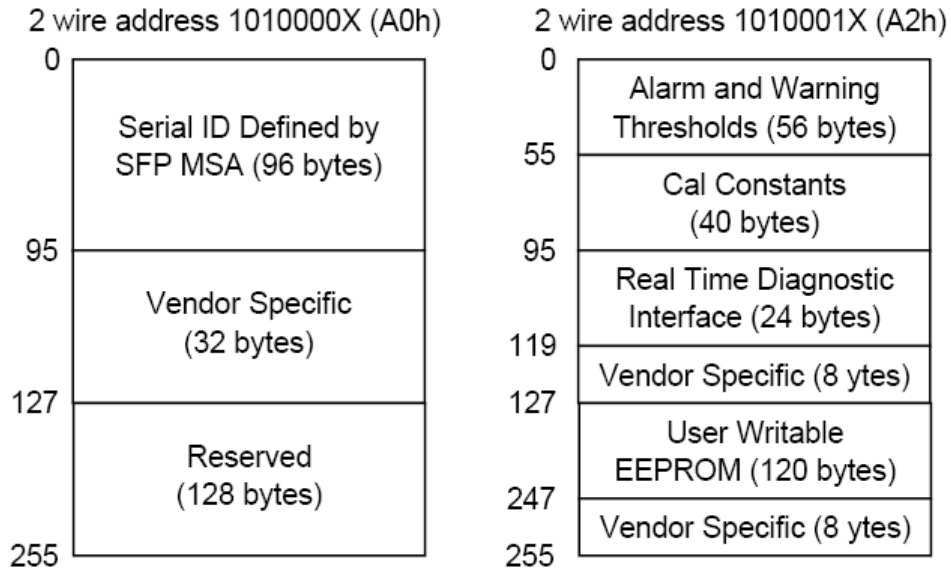 2 wire address 1010000X (A0h)
0
Serial ID Defined by
SFP MSA (96 bytes)
95
Vendor Specific
(32 bytes)
127
Reserved
(128 bytes)
255
2 wire address 1010001X (A2h)
0
Alarm and Warning
Thresholds (56 bytes)
55
Cal Constants
(40 bytes)
95
Real Time Diagnostic
Interface (24 bytes)
119
Vendor Specific (8 ytes)
127
User Writable
EEPROM (120 bytes)
247
Vendor Specific (8 ytes)
255